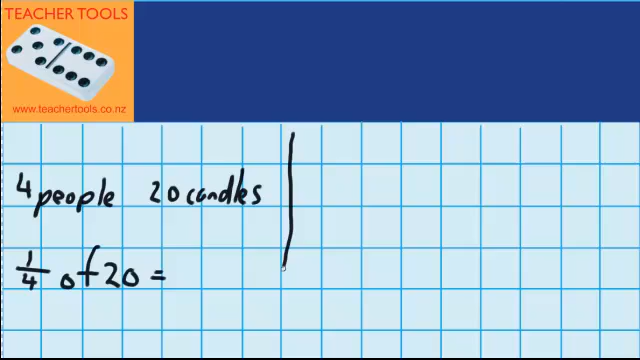 TEACHER TOOLS
www.teachertools.co.nz
4 people 20 candles
1/4 of 20 =